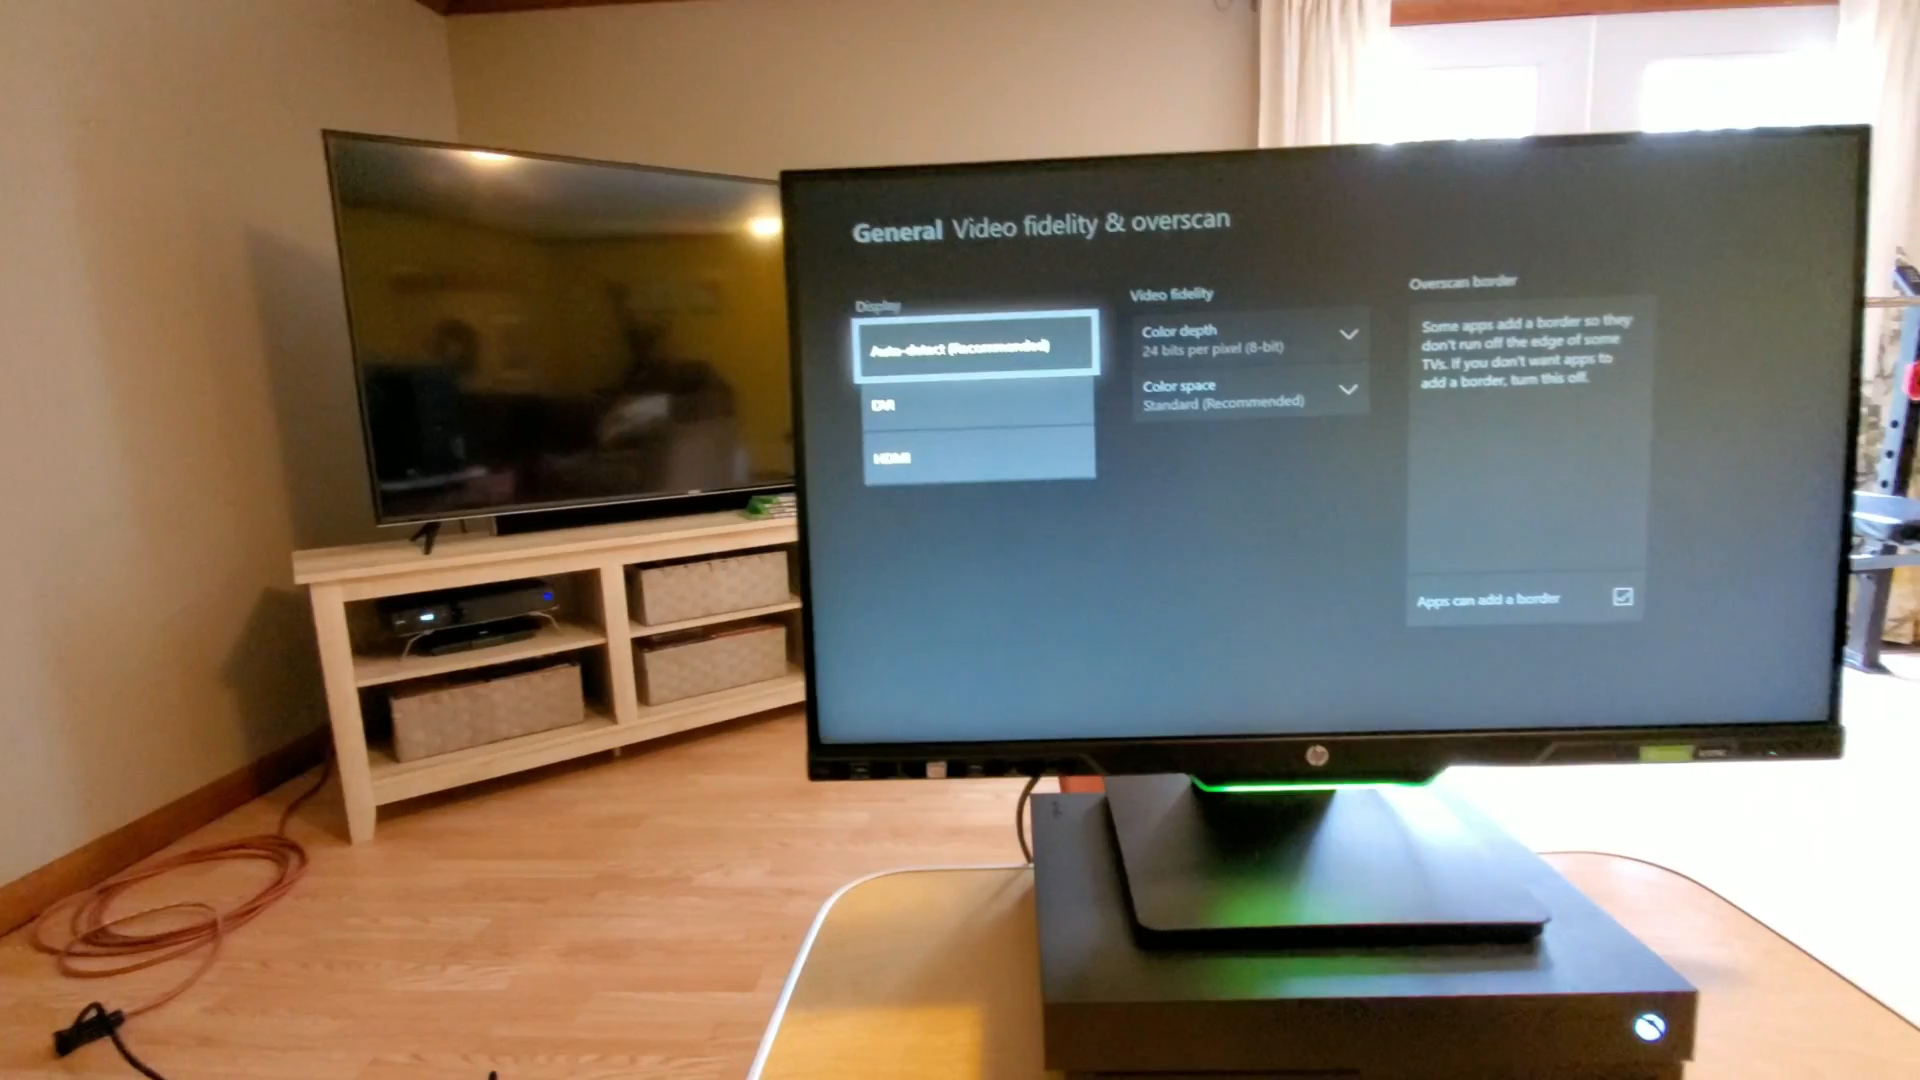 General Video fidelity & overscan
Display
Auto-detect (Recommended)
DVI
HDMI
Video fidelity
Color depth
24 bits per pixel (8-bit)
Color space
Standard (Recommended)
Overscan border
Some apps add a border so they
don't run off the edge of some
TVs. If you don't want apps to
add a border, turn this off.
Apps can add a border
hp